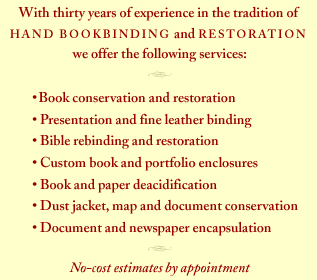 With thirty years of experience in the tradition of
HAND BOOKBINDING and RESTORATION
we offer the following services:
• Book conservation and restoration
• Presentation and fine leather binding
• Bible rebinding and restoration
• Custom book and portfolio enclosures
• Book and paper deacidification
• Dust jacket, map and document conservation
• Document and newspaper encapsulation
No-cost estimates by appointment